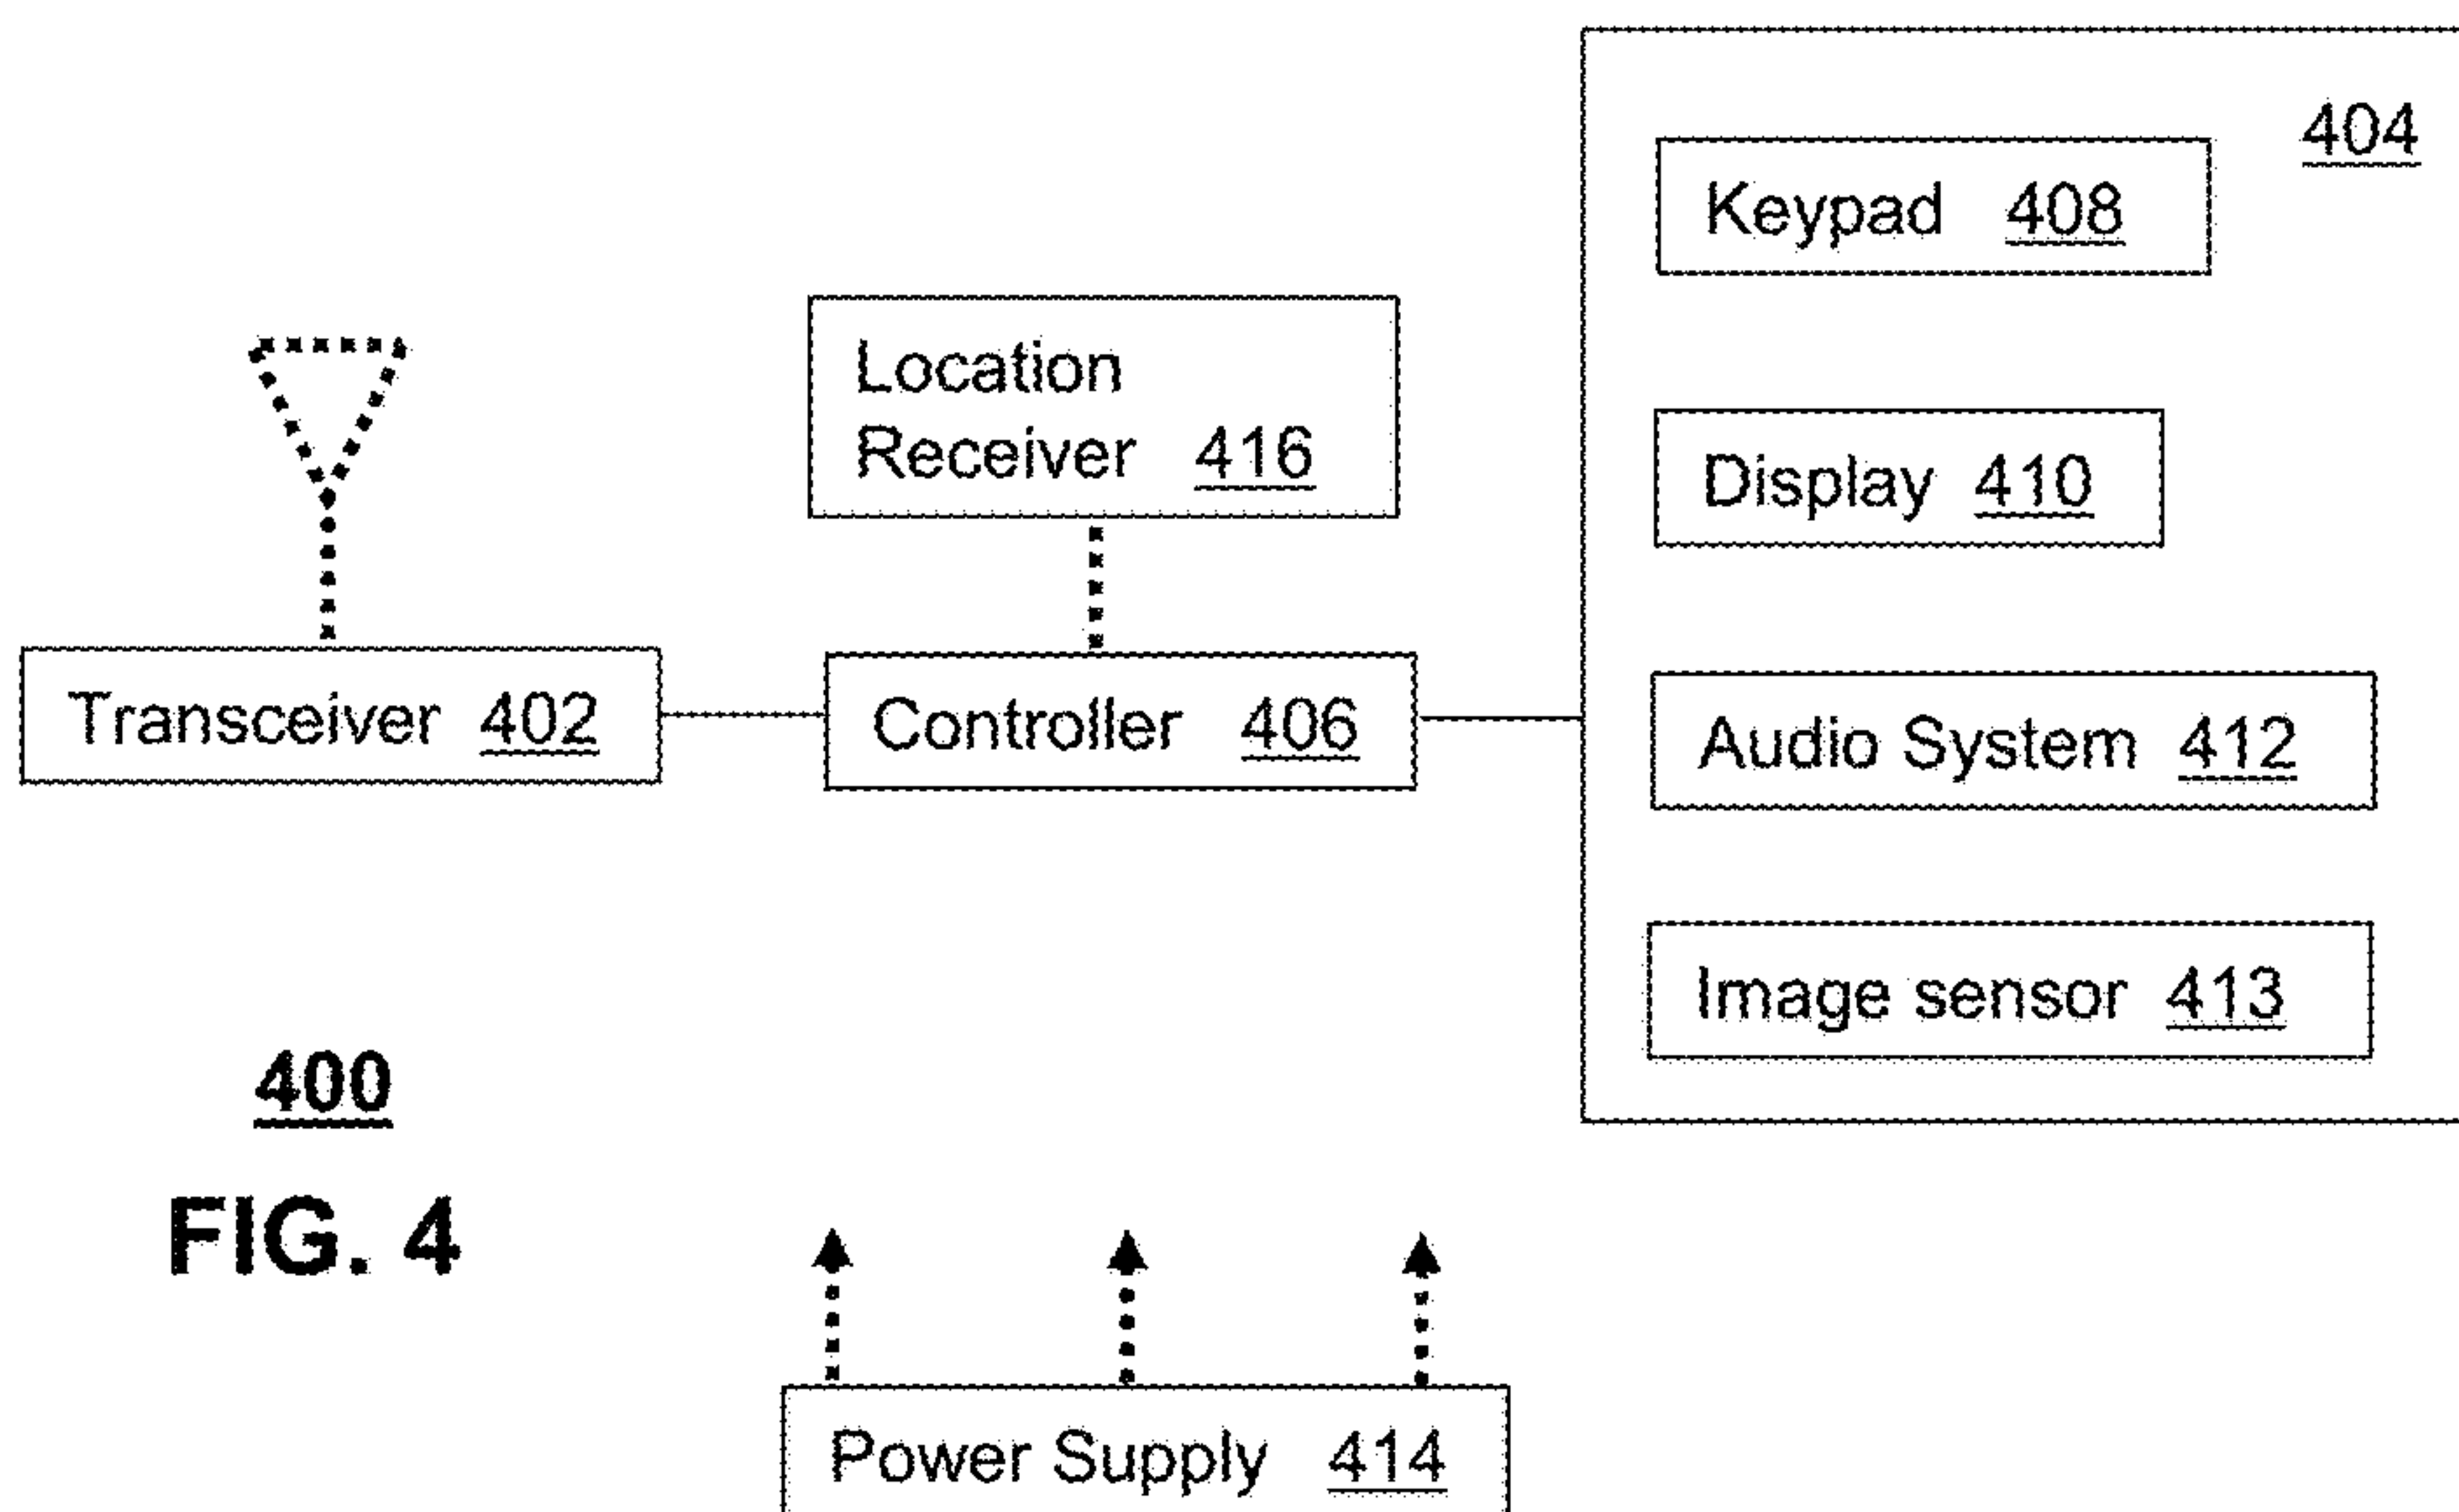 404
Keypad 408
Location
Receiver 416
Display 410
Transceiver 402
Controller 406
Audio System 412
Image sensor 413
400
FIG. 4
Power Supply 414